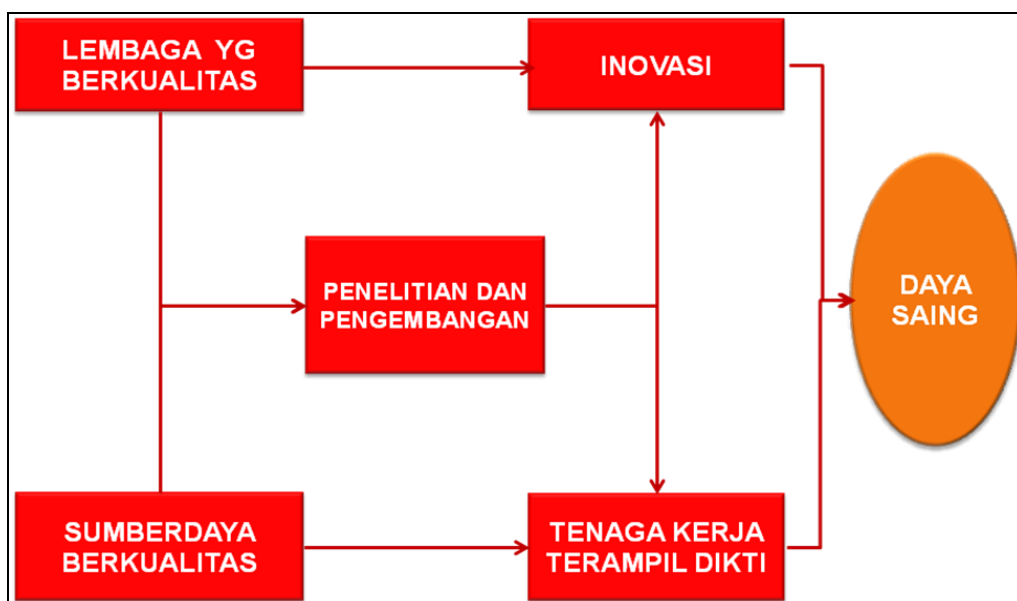 LEMBAGA YG
BERKUALITAS
INOVASI
PENELITIAN DAN
PENGEMBANGAN
DAYA
SAING
SUMBERDAYA
BERKUALITAS
TENAGA KERJA
TERAMPIL DIKTI